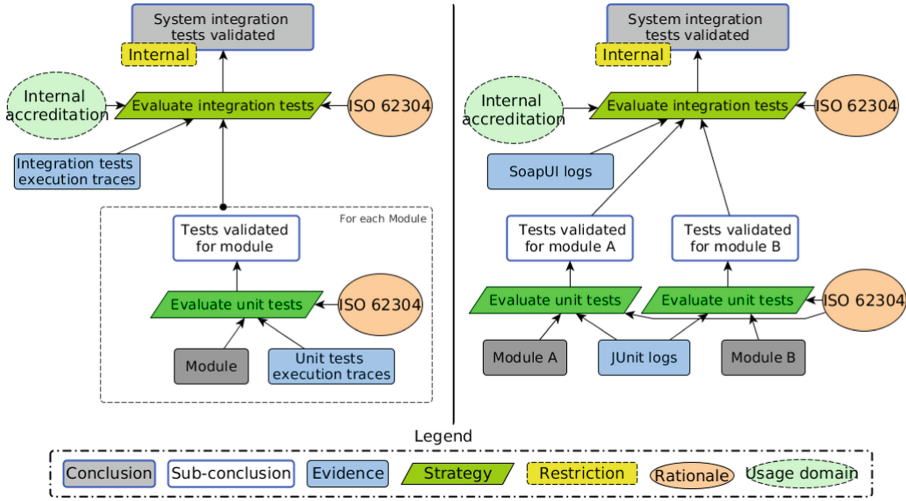 System integration
tests validated
Internal
Internal
accreditation
Evaluate integration tests
ISO 62304
Integration tests
execution traces
For each Module
Tests validated
for module
Evaluate unit tests
ISO 62304
Module
Unit tests
execution traces
System integration
tests validated
Internal
Internal
accreditation
Evaluate integration tests
ISO 62304
SoapUI logs
Tests validated
for module A
Tests validated
for module B
Evaluate unit tests
Evaluate unit tests
ISO 62304
Module A
JUnit logs
Module B
Legend
Conclusion
Sub-conclusion
Evidence
Strategy
Restriction
Rationale
Usage domain